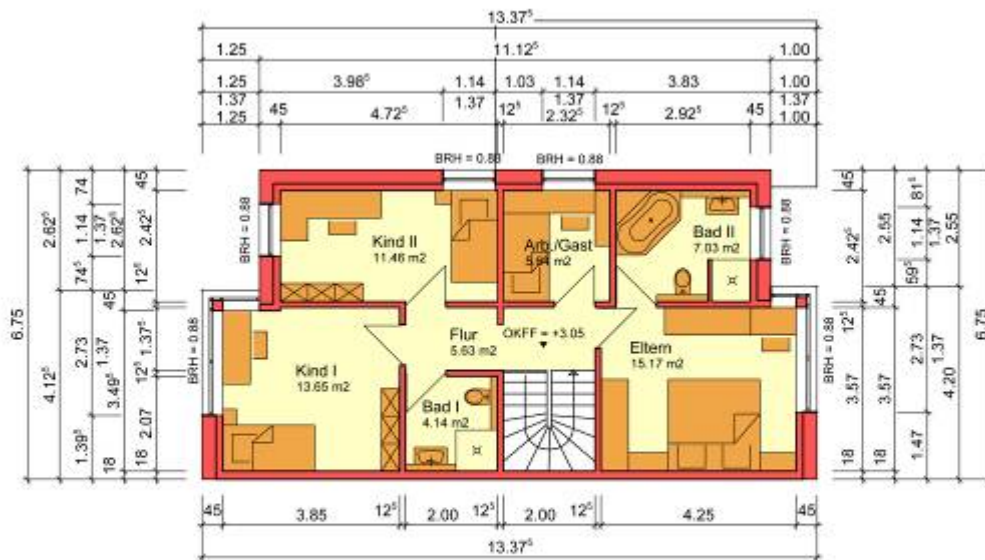 13.37⁵
1.25 11.12⁵ 1.00
1.25 3.98⁵ 1.14 1.03 1.14 3.83 1.00
1.37 1.37 1.37 1.37
1.25 45 4.72⁵ 12⁵ 2.32⁵ 12⁵ 2.92⁵ 45 1.00
BRH = 0.88 BRH = 0.88
6.75
2.62⁵
4.12⁵
74
1.14
74⁵
2.73
1.39⁵
1.37
2.62⁵
45
1.37
3.49⁵
18
45
2.42⁵
12⁵
1.37⁵
12⁵
2.07
18
BRH = 0.88
BRH = 0.88
Kind II
11.46 m2
Arb./Gast
Bad II
7.03 m2
Flur
5.63 m2
OKFF = +3.05
Eltern
15.17 m2
Kind I
13.65 m2
Bad I
4.14 m2
BRH = 0.88
BRH = 0.88
45
2.42⁵
12⁵
3.57
18
2.55
45
3.57
18
81⁵
1.14
59⁵
2.73
1.47
1.37
1.37
2.55
4.20
6.75
45 3.85 12⁵ 2.00 12⁵ 2.00 4.25 45
13.37⁵